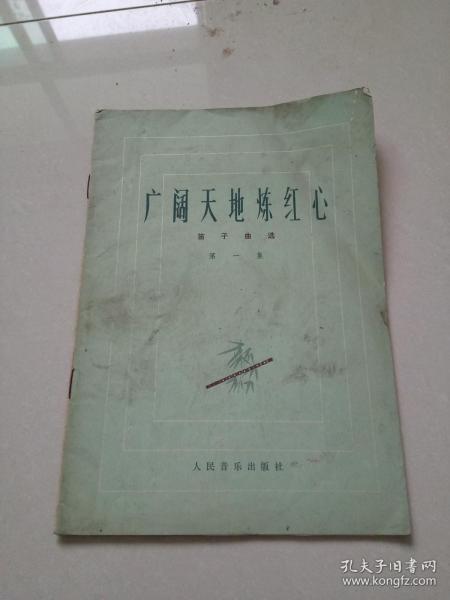 广阔天地炼红心
笛子曲选
第一集
人民音乐出版社
孔夫子旧书网
www.kongfz.com